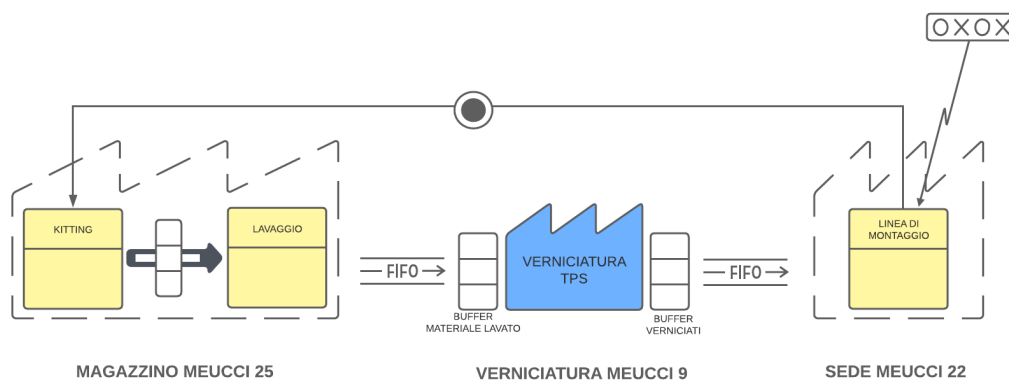 OXOX
KITTING
LAVAGGIO
FIFO
VERNICIATURA
TPS
FIFO
LINEA DI
MONTAGGIO
BUFFER
MATERIALE LAVATO
BUFFER
VERNICIATI
MAGAZZINO MEUCCI 25
VERNICIATURA MEUCCI 9
SEDE MEUCCI 22